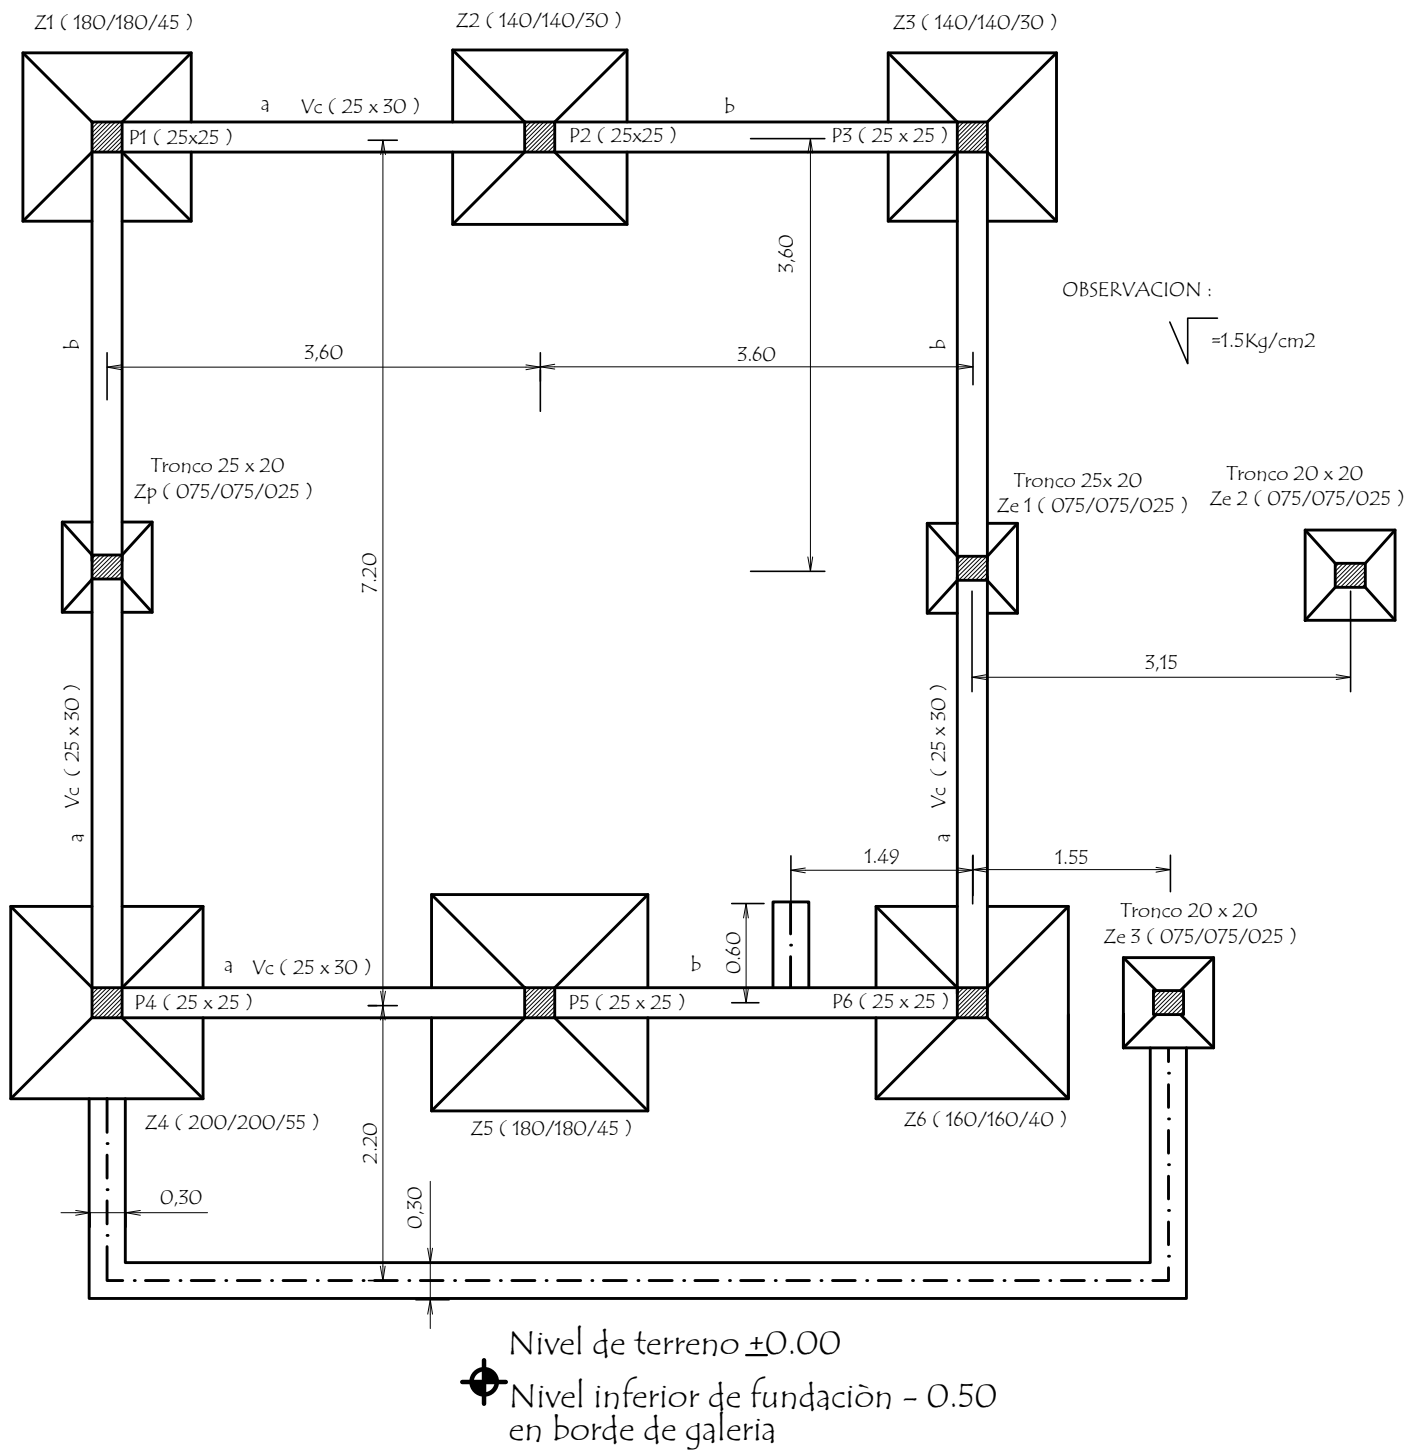 Z1 ( 180/180/45 )
Z2 ( 140/140/30 )
Z3 ( 140/140/30 )
a
Vc ( 25 x 30 )
b
P1 ( 25x25 )
P2 ( 25x25 )
P3 ( 25 x 25 )
3,60
OBSERVACION :
=1.5Kg/cm2
b
3,60
3.60
b
Tronco 25 x 20
Zp ( 075/075/025 )
Tronco 25x 20
Ze 1 ( 075/075/025 )
Tronco 20 x 20
Ze 2 ( 075/075/025 )
7.20
3,15
Vc ( 25 x 30 )
a
Vc ( 25 x 30 )
a
1.49
1.55
Tronco 20 x 20
Ze 3 ( 075/075/025 )
0.60
a
Vc ( 25 x 30 )
b
P4 ( 25 x 25 )
P5 ( 25 x 25 )
P6 ( 25 x 25 )
Z4 ( 200/200/55 )
Z5 ( 180/180/45 )
Z6 ( 160/160/40 )
2.20
0,30
0,30
Nivel de terreno ±0.00
Nivel inferior de fundaciòn - 0.50
en borde de galeria